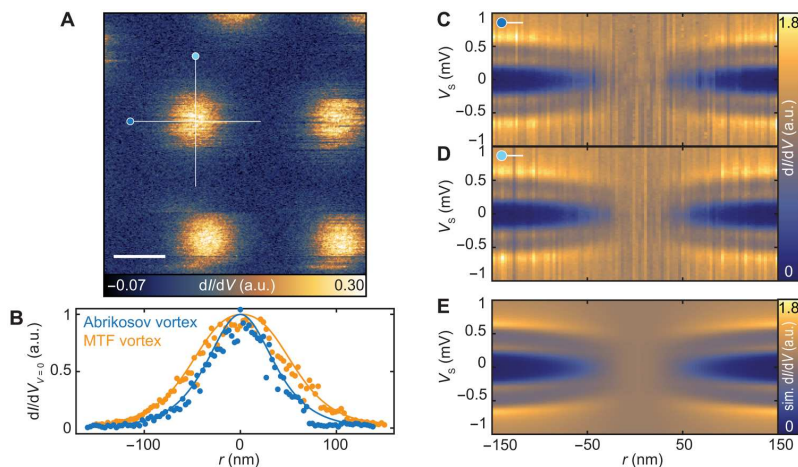 A
−0.07 dI/dV (a.u.) 0.30
B
Abrikosov vortex
MTF vortex
1
0.5
0
dI/dV V = 0 (a.u.)
−100 0 100
r (nm)
C
1
0.5
0
−0.5
−1
Vs (mV)
D
1
0.5
0
−0.5
−1
Vs (mV)
1.8
dI/dV (a.u.)
0
E
1
0.5
0
−0.5
−1
Vs (mV)
1.8
sim. dI/dV (a.u.)
0
−150 −50 50 150
r (nm)